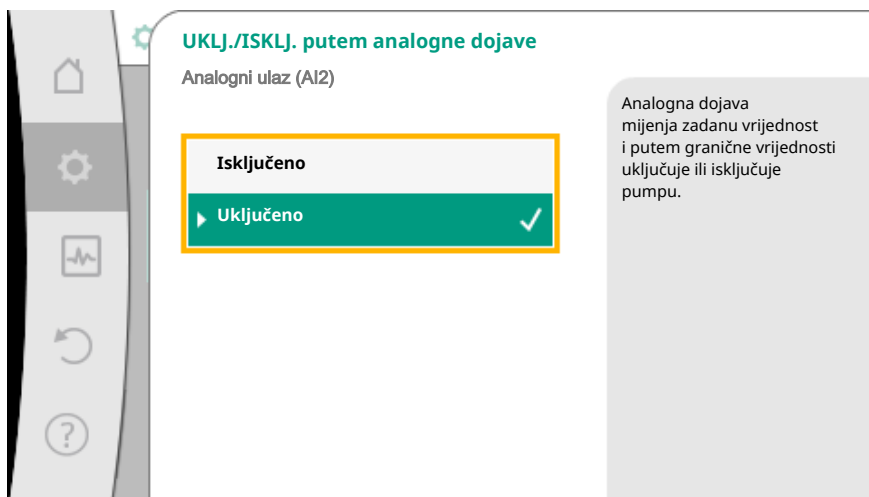 UKLJ./ISKLJ. putem analogne dojave
Analogni ulaz (AI2)
Isključeno
Uključeno
Analogna dojava
mijenja zadanu vrijednost
i putem granične vrijednosti
uključuje ili isključuje
pumpu.
?